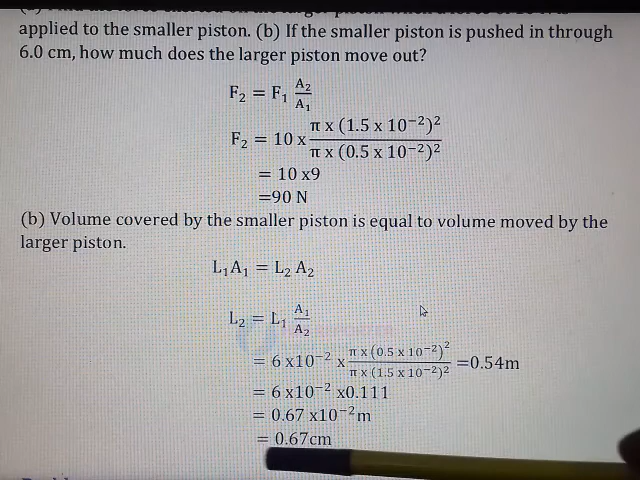 applied to the smaller piston. (b) If the smaller piston is pushed in through
6.0 cm, how much does the larger piston move out?
F₂ = F₁ A₂/A₁
F₂ = 10 x π x (1.5 x 10⁻²)² / π x (0.5 x 10⁻²)²
= 10 x9
=90 N
(b) Volume covered by the smaller piston is equal to volume moved by the
larger piston.
L₁A₁ = L₂ A₂
L₂ = L₁ A₁/A₂
= 6 x10⁻² x π x (0.5 x 10⁻²)² / π x (1.5 x 10⁻²)² =0.54m
= 6 x10⁻² x0.111
= 0.67 x10⁻²m
= 0.67cm